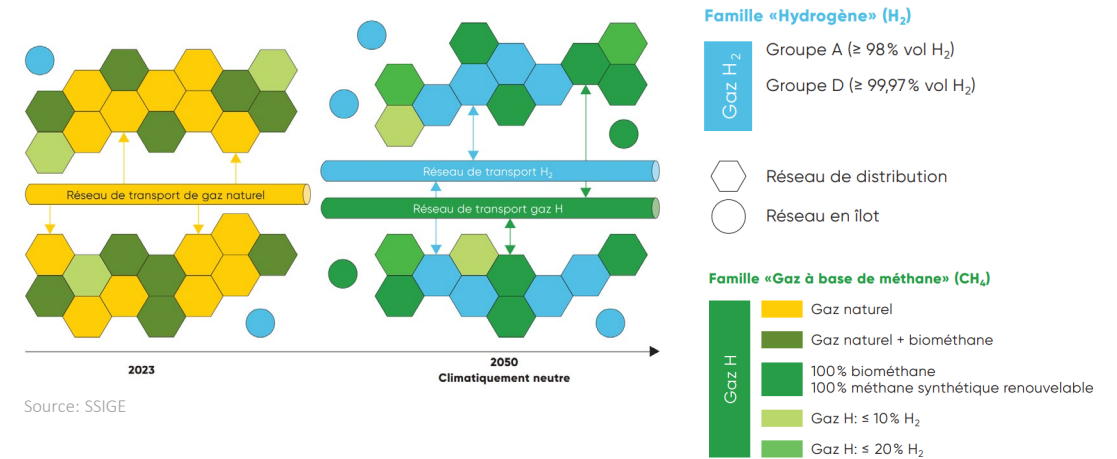 Réseau de transport de gaz naturel
Réseau de transport H₂
Réseau de transport gaz H
2023
2050
Climatiquement neutre
Source: SSIGE
Famille «Hydrogène» (H₂)
Gaz H₂
Groupe A (≥ 98% vol H₂)
Groupe D (≥ 99,97% vol H₂)
Réseau de distribution
Réseau en îlot
Famille «Gaz à base de méthane» (CH₄)
Gaz H
Gaz naturel
Gaz naturel + biométhane
100% biométhane
100% méthane synthétique renouvelable
Gaz H: ≤ 10% H₂
Gaz H: ≤ 20% H₂